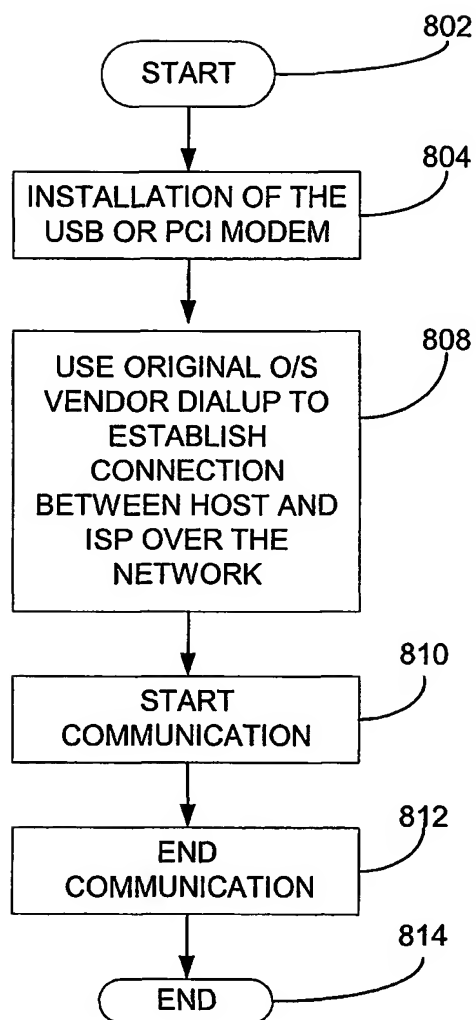 802
START
804
INSTALLATION OF THE
USB OR PCI MODEM
808
USE ORIGINAL O/S
VENDOR DIALUP TO
ESTABLISH
CONNECTION
BETWEEN HOST AND
ISP OVER THE
NETWORK
810
START
COMMUNICATION
812
END
COMMUNICATION
814
END